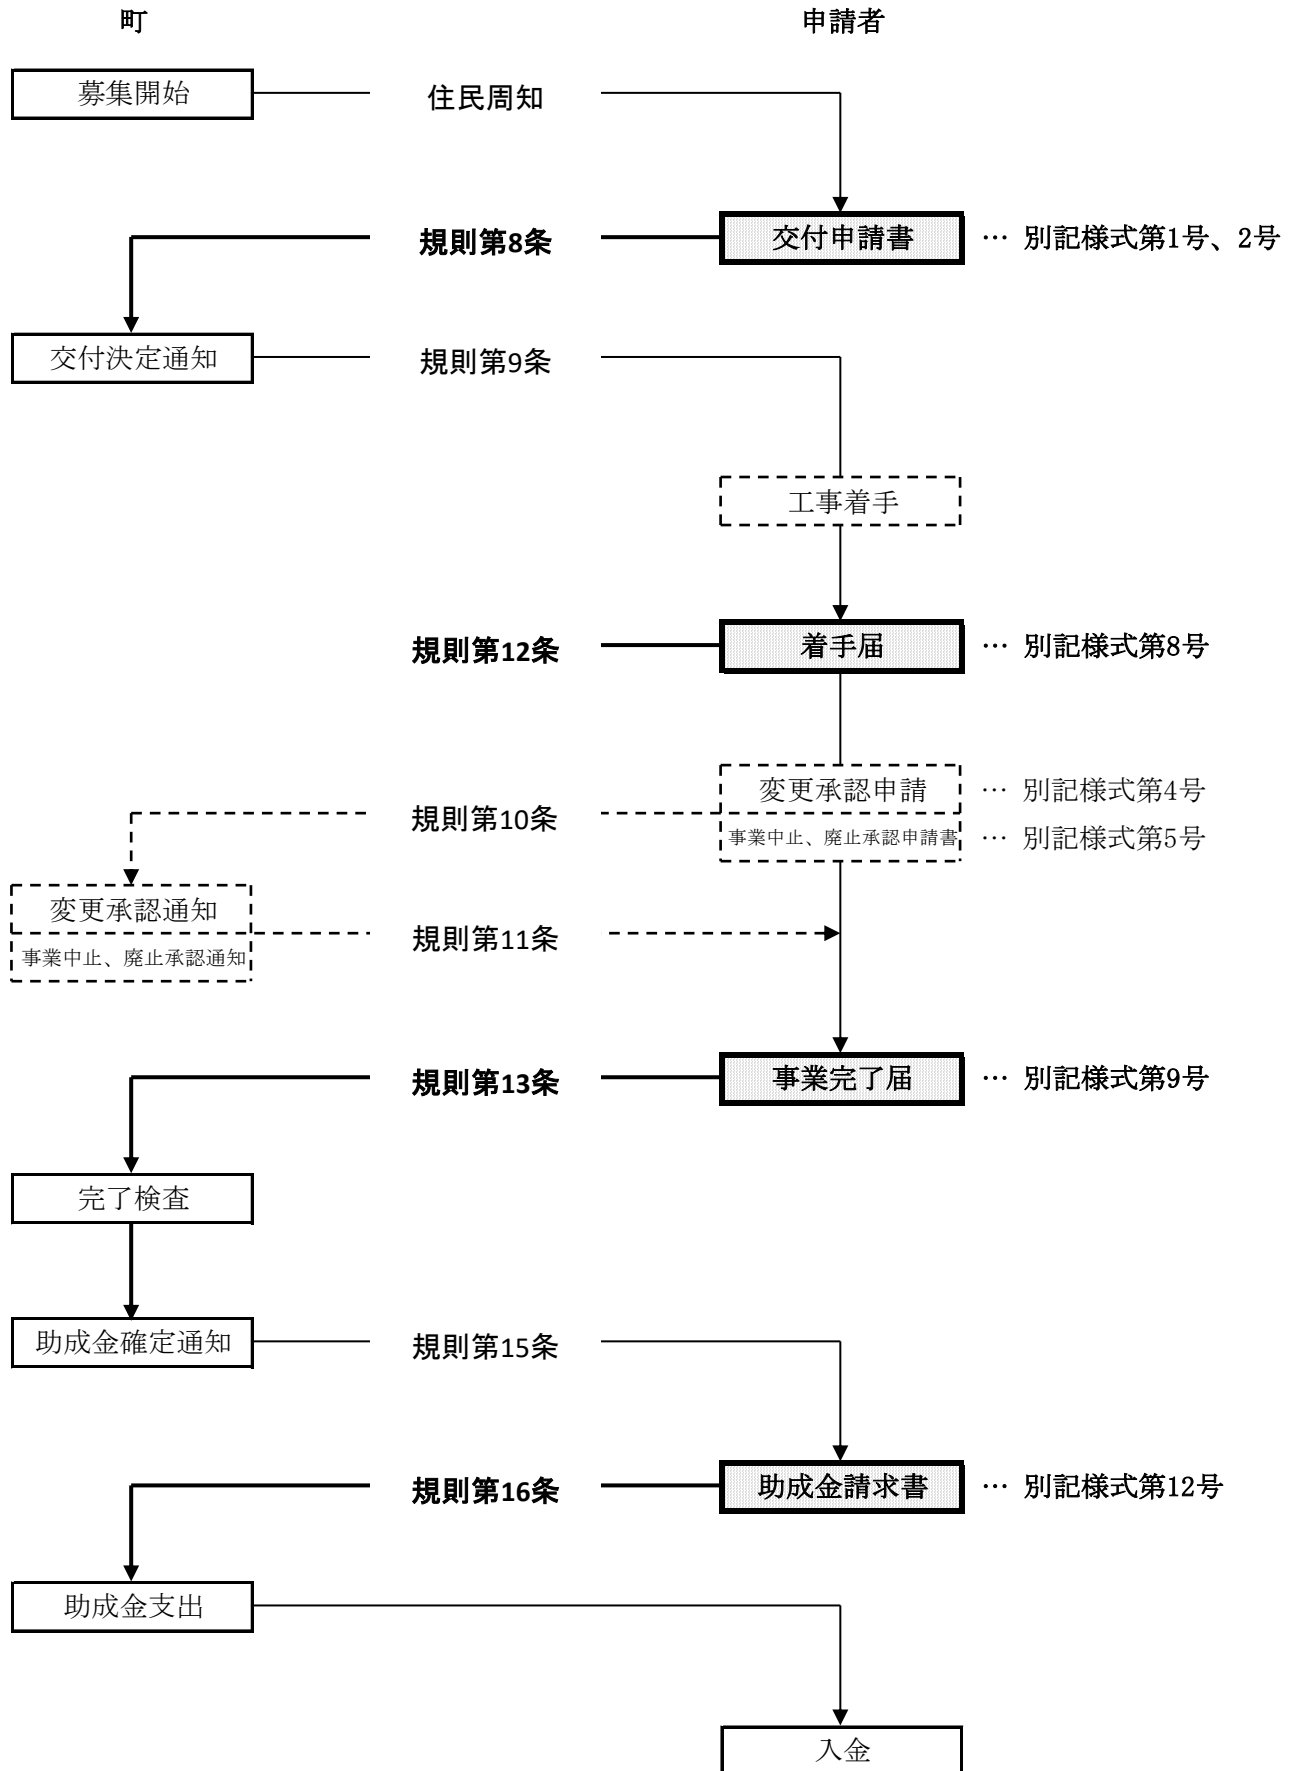 町 申請者
募集開始 住民周知
規則第8条 交付申請書 … 別記様式第1号、2号
交付決定通知 規則第9条
工事着手
規則第12条 着手届 … 別記様式第8号
変更承認申請 … 別記様式第4号
規則第10条
事業中止、廃止承認申請書 … 別記様式第5号
変更承認通知
規則第11条
事業中止、廃止承認通知
規則第13条 事業完了届 … 別記様式第9号
完了検査
助成金確定通知 規則第15条
規則第16条 助成金請求書 … 別記様式第12号
助成金支出
入金